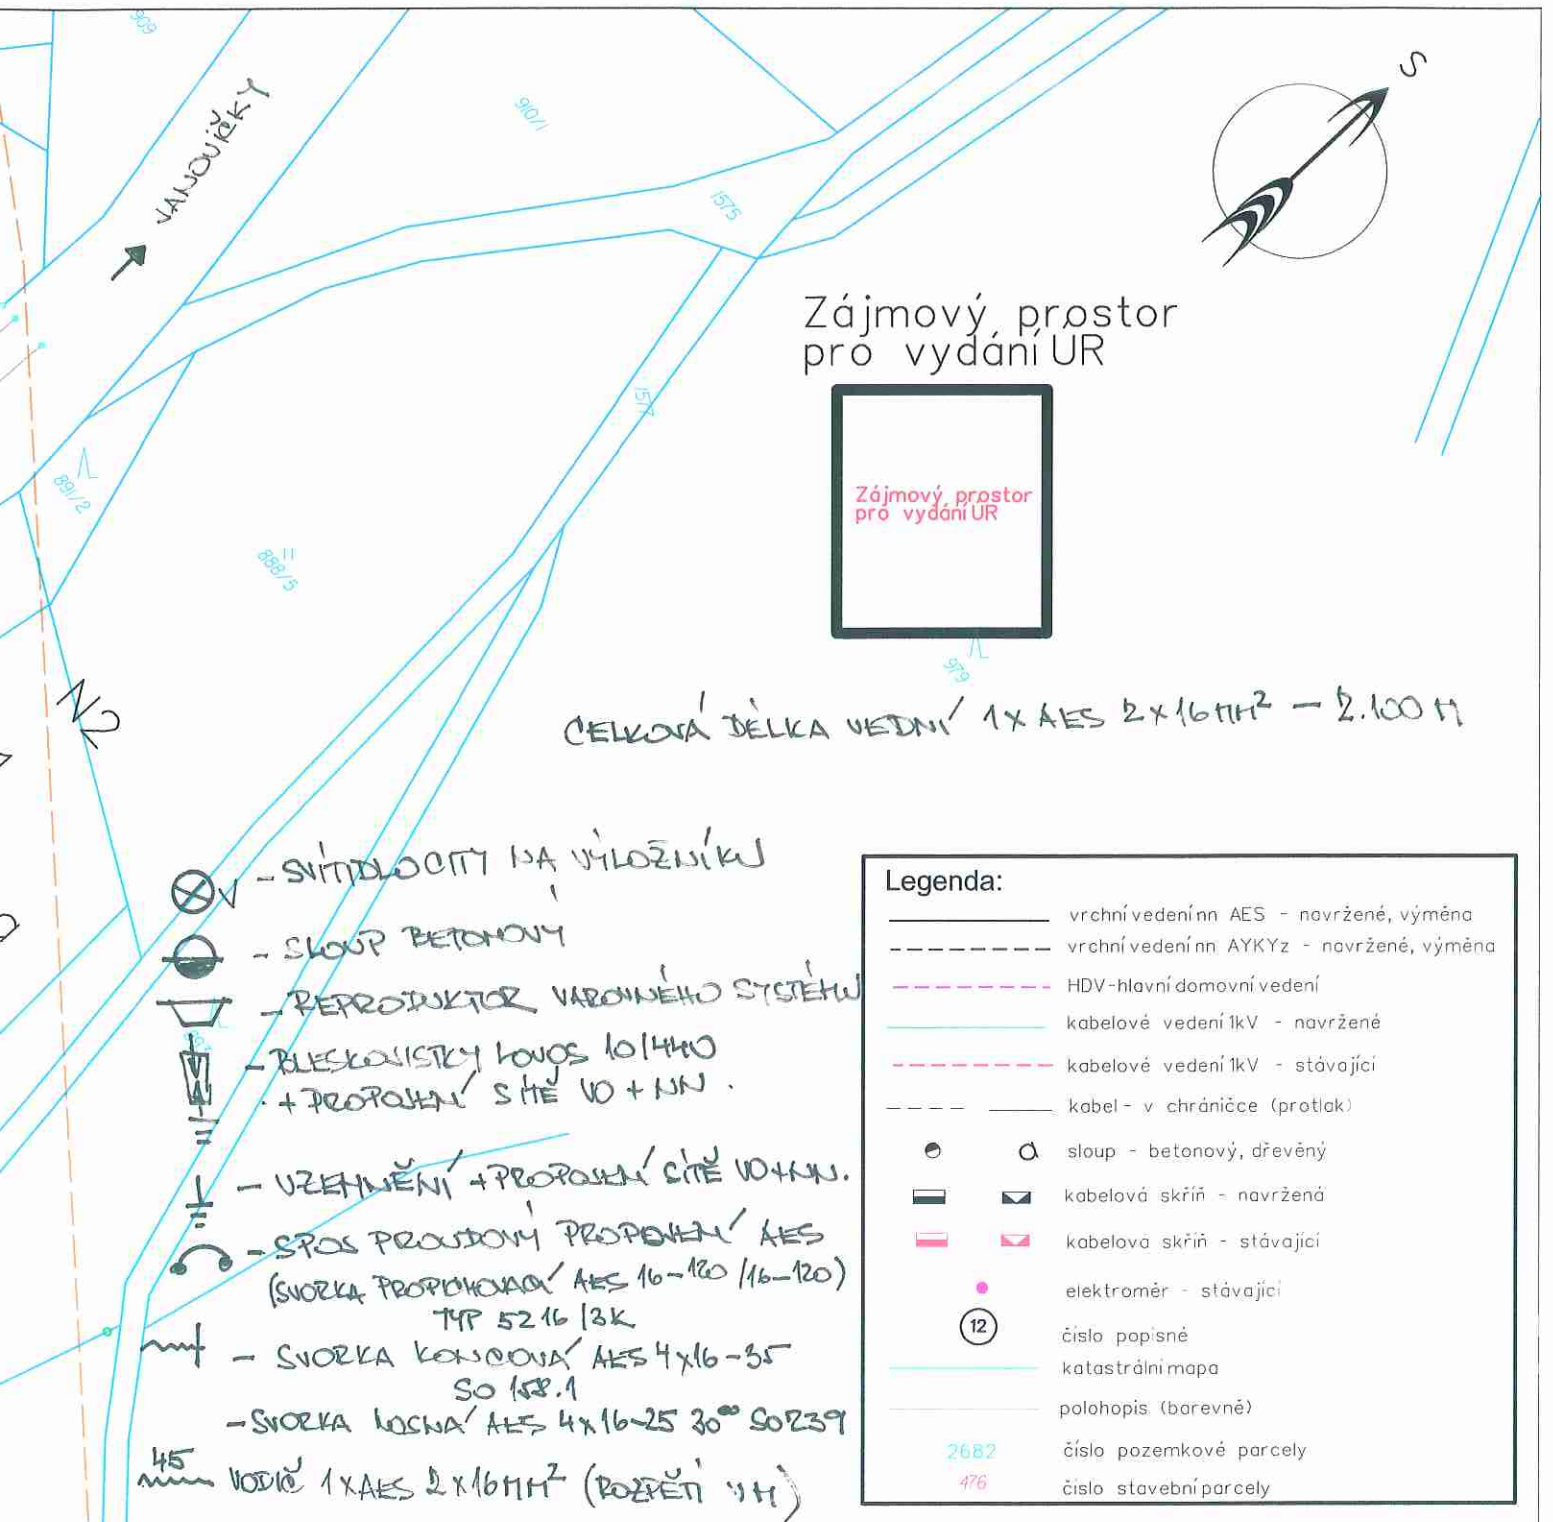 909
VANOVIČKY
910/1
1575
S
Zájmový prostor
pro vydání ÚR
1577
Zájmový prostor
pro vydání ÚR
891/2
888/5
979
N2
CELKOVÁ DÉLKA VEDNÍ 1X AES 2X16MM² – 2.100 M
V
- SVÍTIDLO CITY NA VÝLOŽNÍKU
- SLOUP BETONOVÝ
- REPRODUKTOR VAROVNÉHO SYSTÉMU
- BLESKOJISTKY LOVOS 10/440
+ PROPOJENÍ SÍTĚ VO + NN.
- UZEMNĚNÍ + PROPOJENÍ SÍTĚ VO+NN.
- SPOJ PROUDOVÝ PROPOJENÍ AES
(SVORKA PROPICHOVACÍ AES 16-120/16-120)
TYP 5216/3K
- SVORKA KONCOVÁ AES 4x16-35
SO 158.1
- SVORKA NOSNÁ AES 4x16-25 30°° SO239
45
VODIČ 1XAES 2X16MM² (ROZPĚTÍ V M)
Legenda:
vrchní vedení nn AES - navržené, výměna
vrchní vedení nn AYKYz - navržené, výměna
HDV-hlavní domovní vedení
kabelové vedení 1kV - navržené
kabelové vedení 1kV - stávající
kabel - v chráničce (protlak)
sloup - betonový, dřevěný
kabelová skříň - navržená
kabelová skříň - stávající
elektroměr - stávající
12
číslo popisné
katastrální mapa
polohopis (barevně)
2682
číslo pozemkové parcely
476
číslo stavební parcely